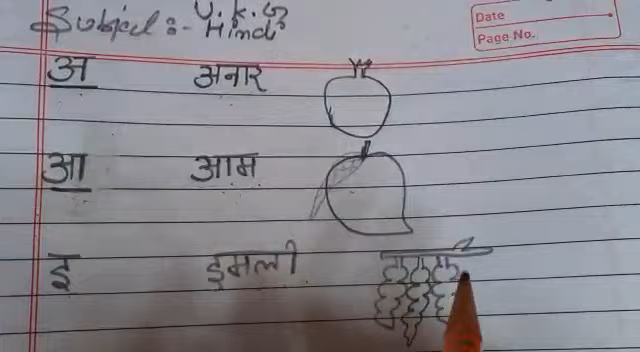 Subject:- U.K.G
Hindi
Date
Page No.
अ अनार
आ आम
इ इमली